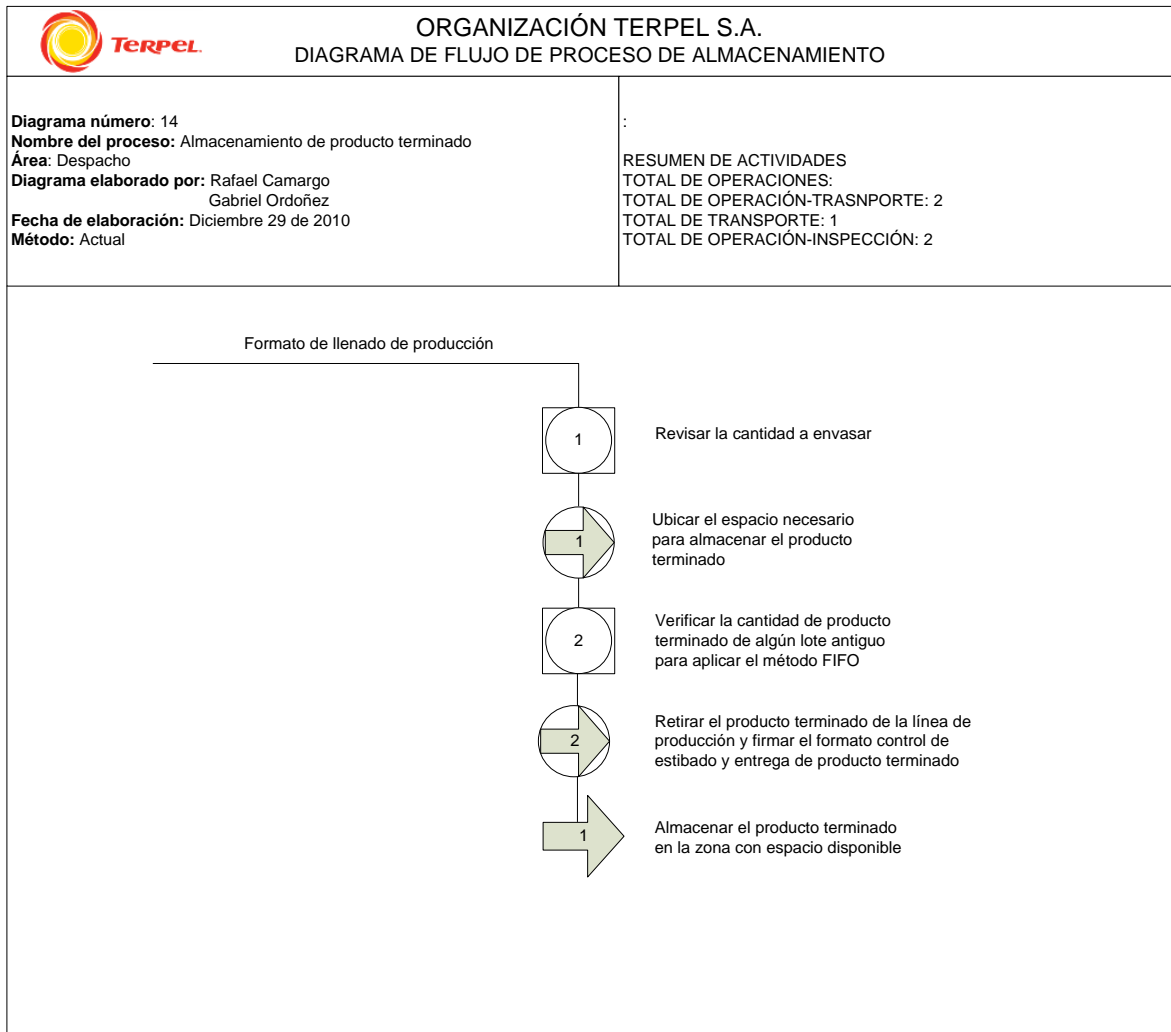 TERPEL
ORGANIZACIÓN TERPEL S.A.
DIAGRAMA DE FLUJO DE PROCESO DE ALMACENAMIENTO
Diagrama número: 14
Nombre del proceso: Almacenamiento de producto terminado
Área: Despacho
Diagrama elaborado por: Rafael Camargo
Gabriel Ordoñez
Fecha de elaboración: Diciembre 29 de 2010
Método: Actual
:
RESUMEN DE ACTIVIDADES
TOTAL DE OPERACIONES:
TOTAL DE OPERACIÓN-TRASNPORTE: 2
TOTAL DE TRANSPORTE: 1
TOTAL DE OPERACIÓN-INSPECCIÓN: 2
Formato de llenado de producción
1
Revisar la cantidad a envasar
1
Ubicar el espacio necesario
para almacenar el producto
terminado
2
Verificar la cantidad de producto
terminado de algún lote antiguo
para aplicar el método FIFO
2
Retirar el producto terminado de la línea de
producción y firmar el formato control de
estibado y entrega de producto terminado
1
Almacenar el producto terminado
en la zona con espacio disponible